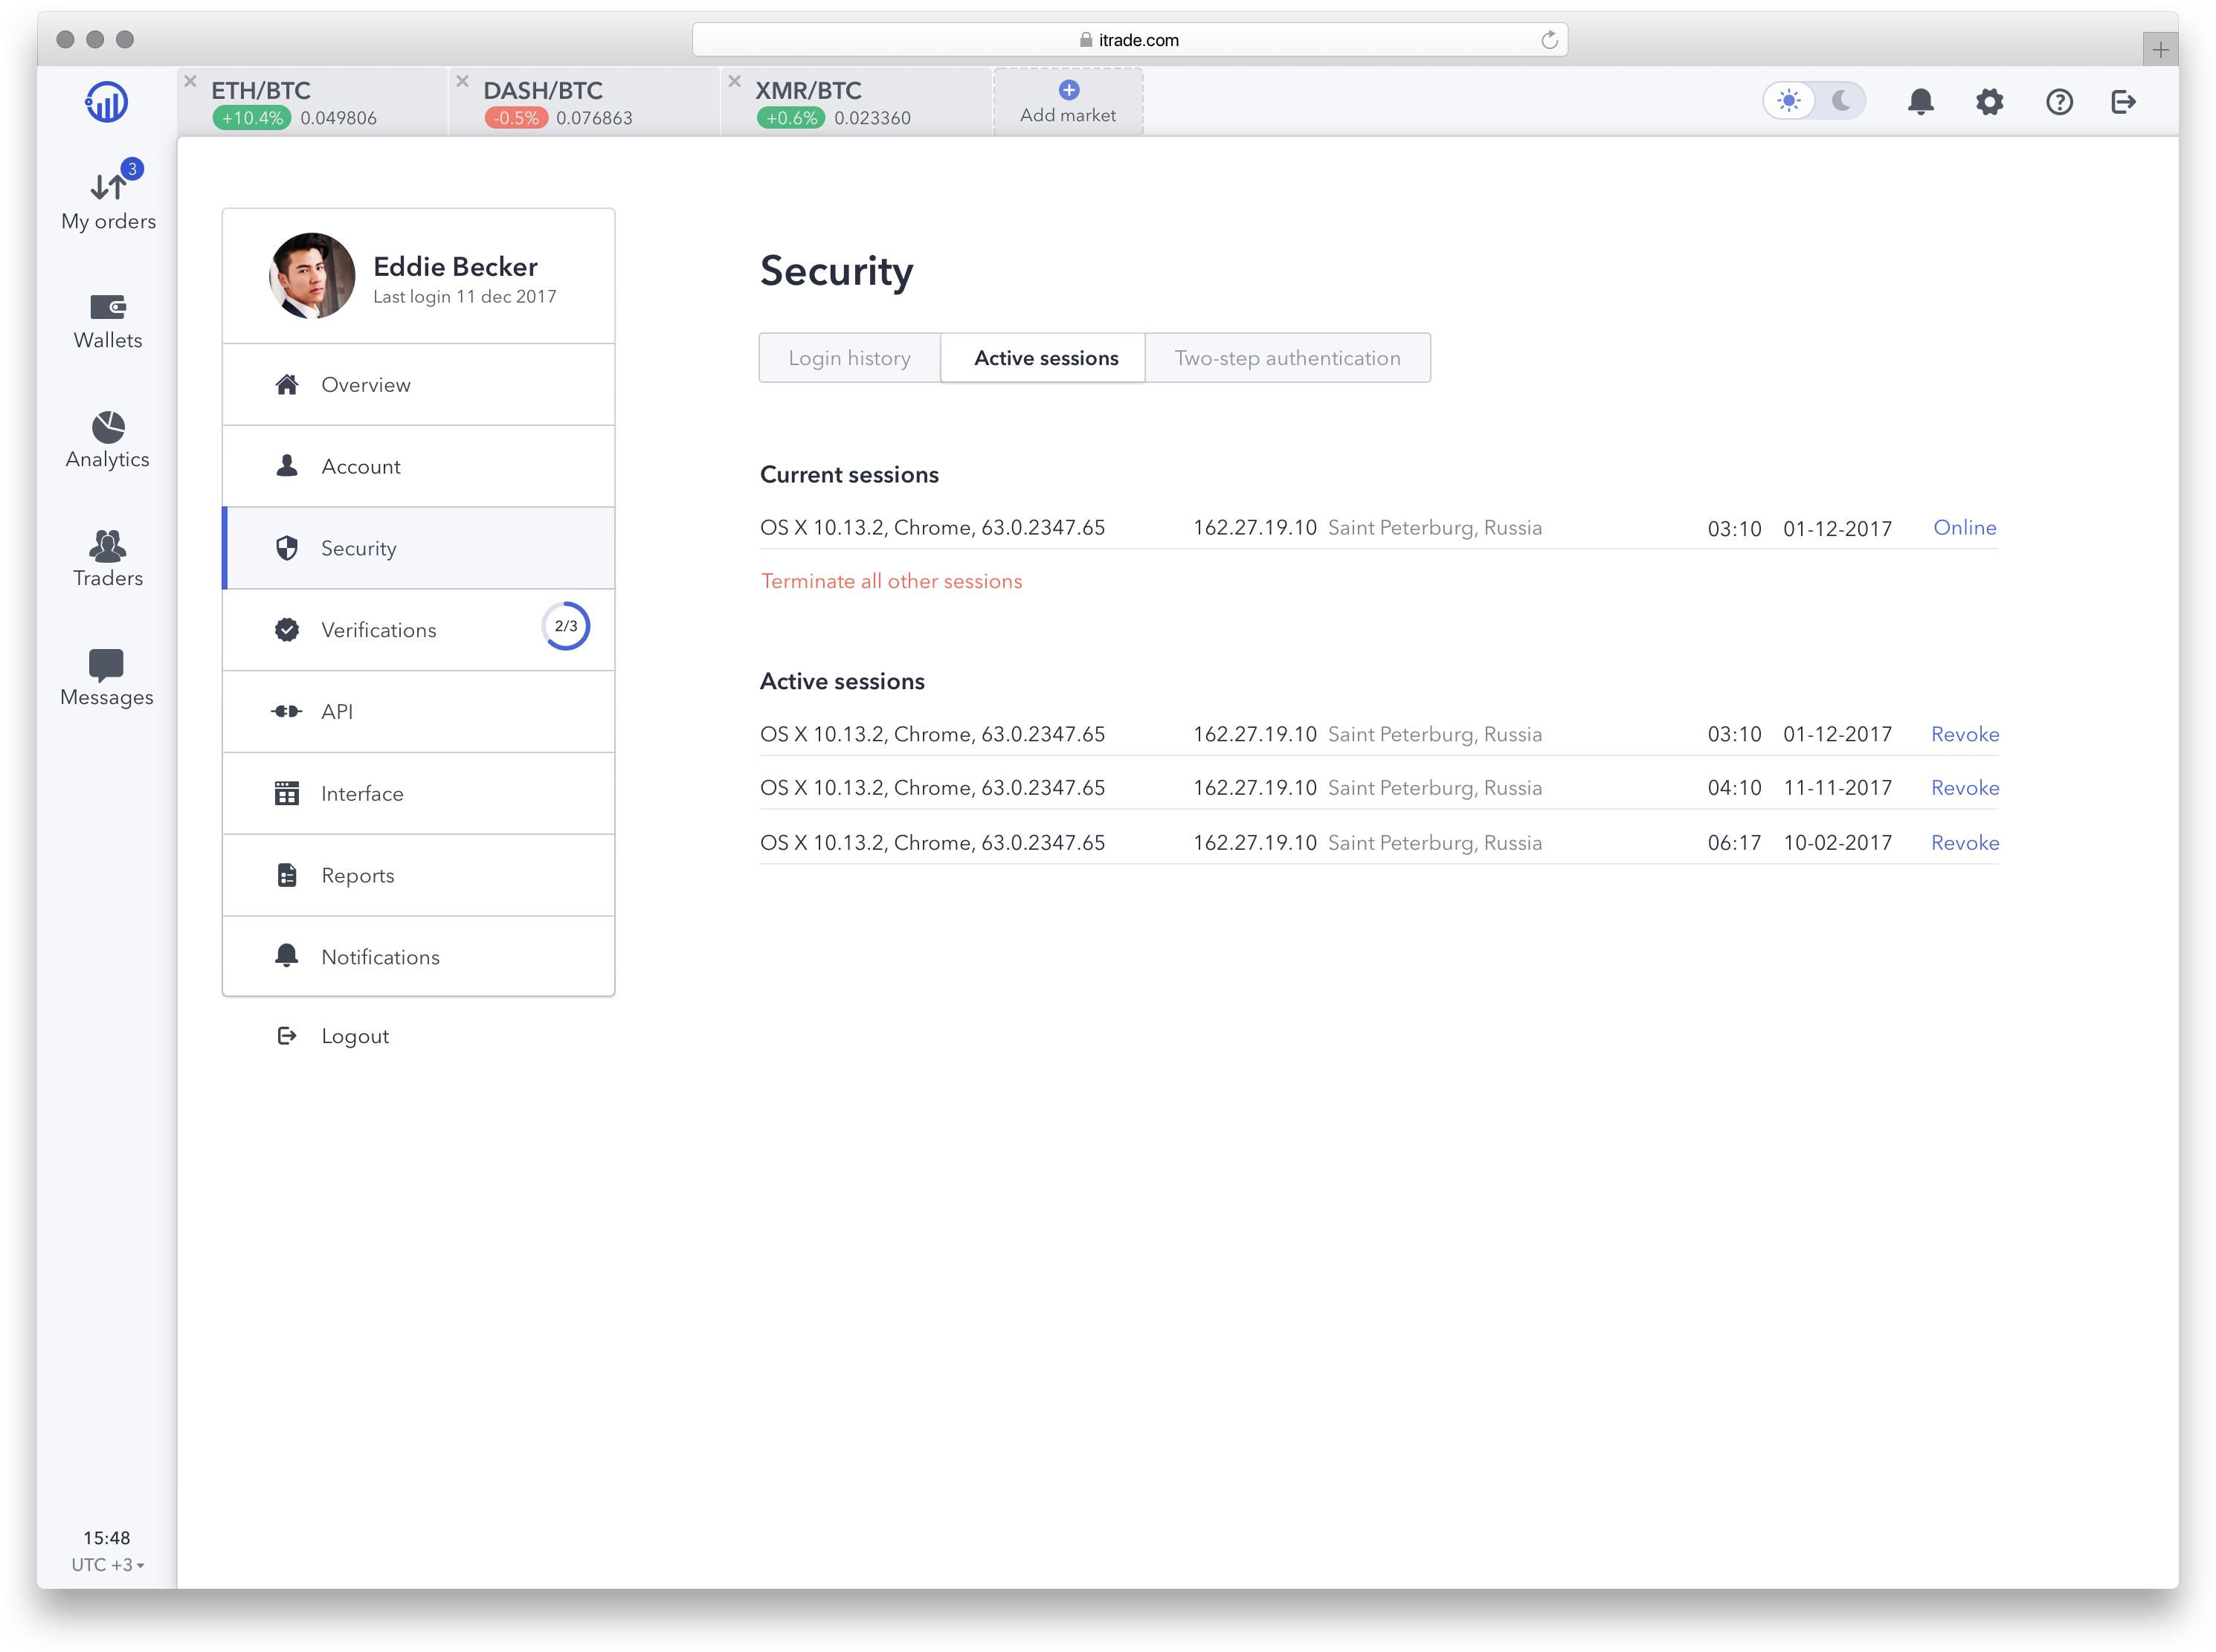 itrade.com
ETH/BTC
+10.4% 0.049806
DASH/BTC
-0.5% 0.076863
XMR/BTC
+0.6% 0.023360
Add market
3
My orders
Wallets
Analytics
Traders
Messages
15:48
UTC +3
Eddie Becker
Last login 11 dec 2017
Overview
Account
Security
Verifications 2/3
API
Interface
Reports
Notifications
Logout
Security
Login history Active sessions Two-step authentication
Current sessions
OS X 10.13.2, Chrome, 63.0.2347.65 162.27.19.10 Saint Peterburg, Russia 03:10 01-12-2017 Online
Terminate all other sessions
Active sessions
OS X 10.13.2, Chrome, 63.0.2347.65 162.27.19.10 Saint Peterburg, Russia 03:10 01-12-2017 Revoke
OS X 10.13.2, Chrome, 63.0.2347.65 162.27.19.10 Saint Peterburg, Russia 04:10 11-11-2017 Revoke
OS X 10.13.2, Chrome, 63.0.2347.65 162.27.19.10 Saint Peterburg, Russia 06:17 10-02-2017 Revoke